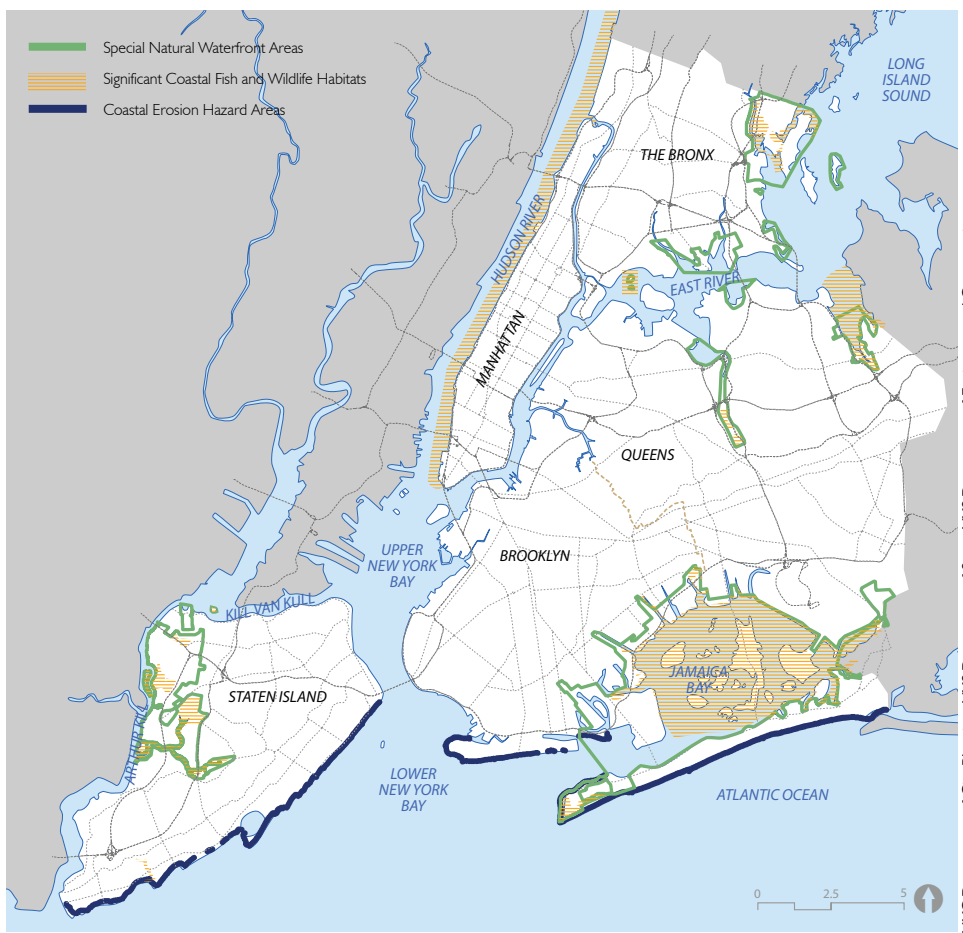 Special Natural Waterfront Areas
Significant Coastal Fish and Wildlife Habitats
Coastal Erosion Hazard Areas
LONG
ISLAND
SOUND
THE BRONX
HUDSON RIVER
EAST RIVER
MANHATTAN
QUEENS
BROOKLYN
UPPER
NEW YORK
BAY
KILL VAN KULL
STATEN ISLAND
JAMAICA
BAY
ARTHUR KILL
LOWER
NEW YORK
BAY
ATLANTIC OCEAN
0 2.5 5